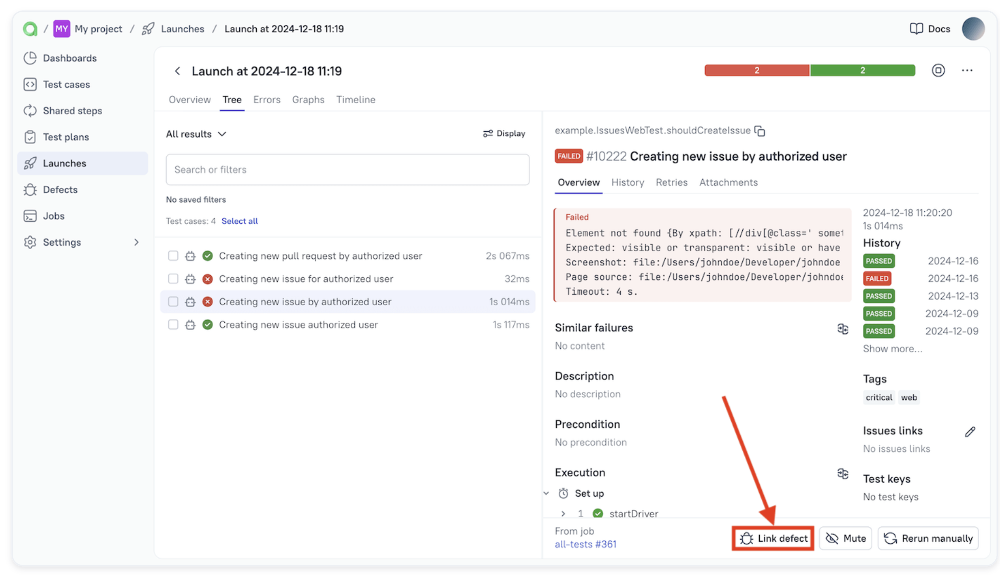 / MY My project / Launches / Launch at 2024-12-18 11:19
Docs
Dashboards
Test cases
Shared steps
Test plans
Launches
Defects
Jobs
Settings
Launch at 2024-12-18 11:19
2 2
Overview Tree Errors Graphs Timeline
All results
Display
Search or filters
No saved filters
Test cases: 4 Select all
Creating new pull request by authorized user 2s 067ms
Creating new issue for authorized user 32ms
Creating new issue by authorized user 1s 014ms
Creating new issue authorized user 1s 117ms
example.IssuesWebTest.shouldCreateIssue
FAILED #10222 Creating new issue by authorized user
Overview History Retries Attachments
Failed
Element not found {By xpath: [//div[@class=' somet
Expected: visible or transparent: visible or have
Screenshot: file:/Users/johndoe/Developer/johndoe
Page source: file:/Users/johndoe/Developer/johndoe
Timeout: 4 s.
Similar failures
No content
Description
No description
Precondition
No precondition
Execution
Set up
1 startDriver
2024-12-18 11:20:20
1s 014ms
History
PASSED 2024-12-16
FAILED 2024-12-16
PASSED 2024-12-13
PASSED 2024-12-09
PASSED 2024-12-09
Show more...
Tags
critical web
Issues links
No issues links
Test keys
No test keys
From job
all-tests #361
Link defect
Mute
Rerun manually